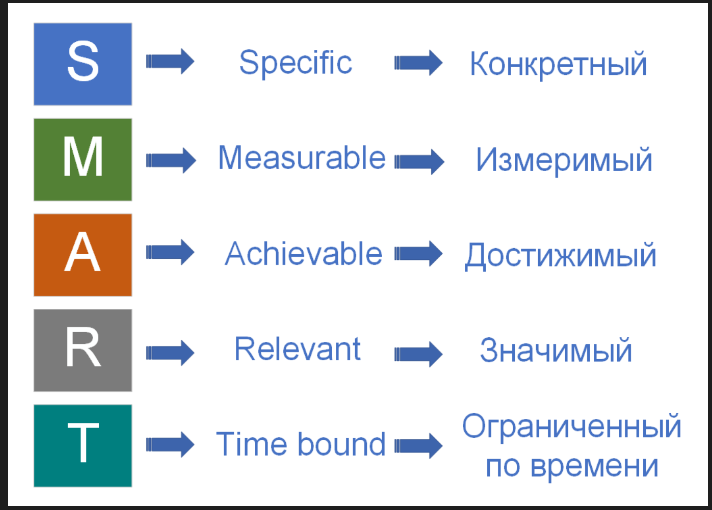 S Specific Конкретный
M Measurable Измеримый
A Achievable Достижимый
R Relevant Значимый
T Time bound Ограниченный
по времени